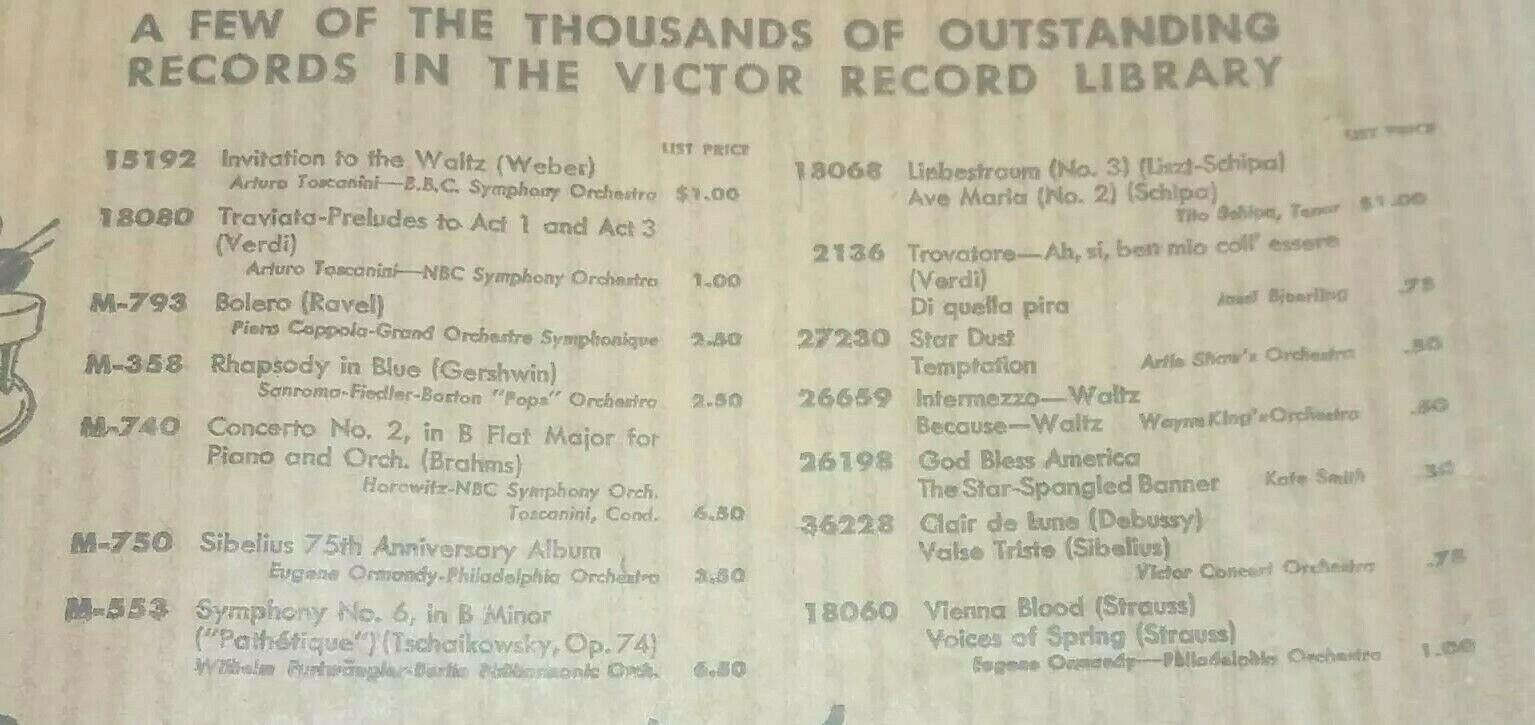 A FEW OF THE THOUSANDS OF OUTSTANDING
RECORDS IN THE VICTOR RECORD LIBRARY
LIST PRICE
15192 Invitation to the Waltz (Weber)
Arturo Toscanini—B.B.C. Symphony Orchestra $1.00
18080 Traviata-Preludes to Act 1 and Act 3
(Verdi)
Arturo Toscanini—NBC Symphony Orchestra 1.00
M-793 Bolero (Ravel)
Piero Coppola-Grand Orchestre Symphonique 2.50
M-358 Rhapsody in Blue (Gershwin)
Sanroma-Fiedler-Boston "Pops" Orchestra 2.50
M-740 Concerto No. 2, in B Flat Major for
Piano and Orch. (Brahms)
Horowitz-NBC Symphony Orch.
Toscanini, Cond. 6.50
M-750 Sibelius 75th Anniversary Album
Eugene Ormandy-Philadelphia Orchestra
M-553 Symphony No. 6, in B Minor
("Pathétique") (Tschaikowsky, Op. 74)
Wilhelm Furtwängler-Berlin Philharmonic Orch. 6.50
LIST PRICE
18068 Liebestraum (No. 3) (Liszt-Schipa)
Ave Maria (No. 2) (Schipa)
Tito Schipa, Tenor $1.00
2136 Trovatore—Ah, si, ben mio coll' essere
(Verdi)
Di quella pira Jussi Bjoerling .75
27230 Star Dust
Temptation Artie Shaw's Orchestra .50
26659 Intermezzo—Waltz
Because—Waltz Wayne King's Orchestra .50
26198 God Bless America
The Star-Spangled Banner Kate Smith
36228 Clair de Lune (Debussy)
Valse Triste (Sibelius)
Victor Concert Orchestra .75
18060 Vienna Blood (Strauss)
Voices of Spring (Strauss)
Eugene Ormandy—Philadelphia Orchestra 1.00